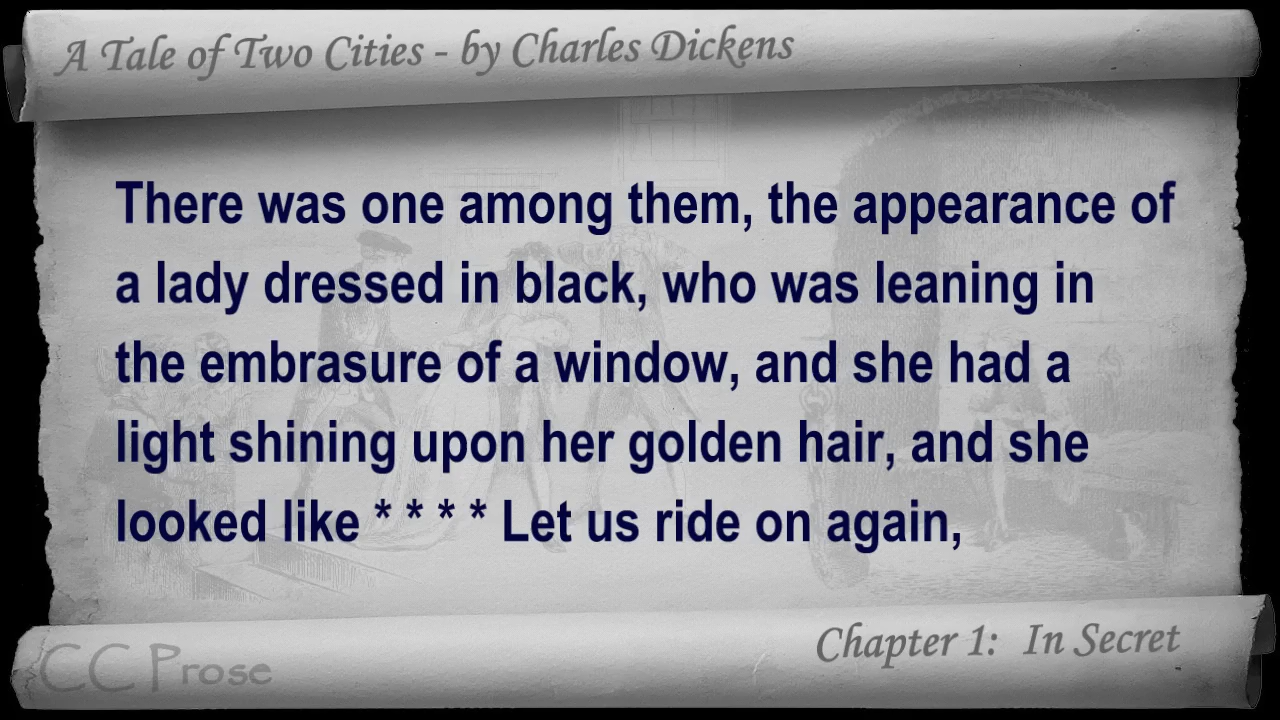 A Tale of Two Cities - by Charles Dickens
There was one among them, the appearance of
a lady dressed in black, who was leaning in
the embrasure of a window, and she had a
light shining upon her golden hair, and she
looked like * * * * Let us ride on again,
Chapter 1: In Secret
CC Prose